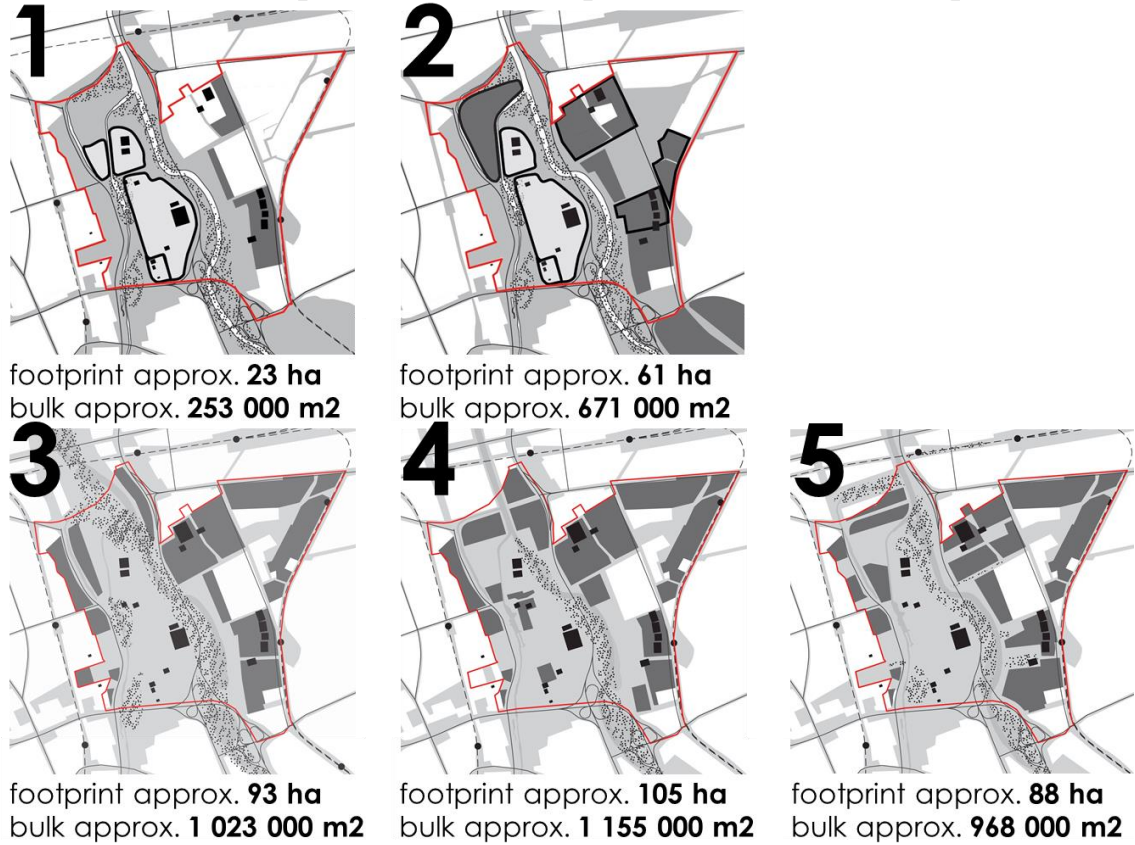 1
2
footprint approx. 23 ha
bulk approx. 253 000 m2
footprint approx. 61 ha
bulk approx. 671 000 m2
3
4
5
footprint approx. 93 ha
bulk approx. 1 023 000 m2
footprint approx. 105 ha
bulk approx. 1 155 000 m2
footprint approx. 88 ha
bulk approx. 968 000 m2